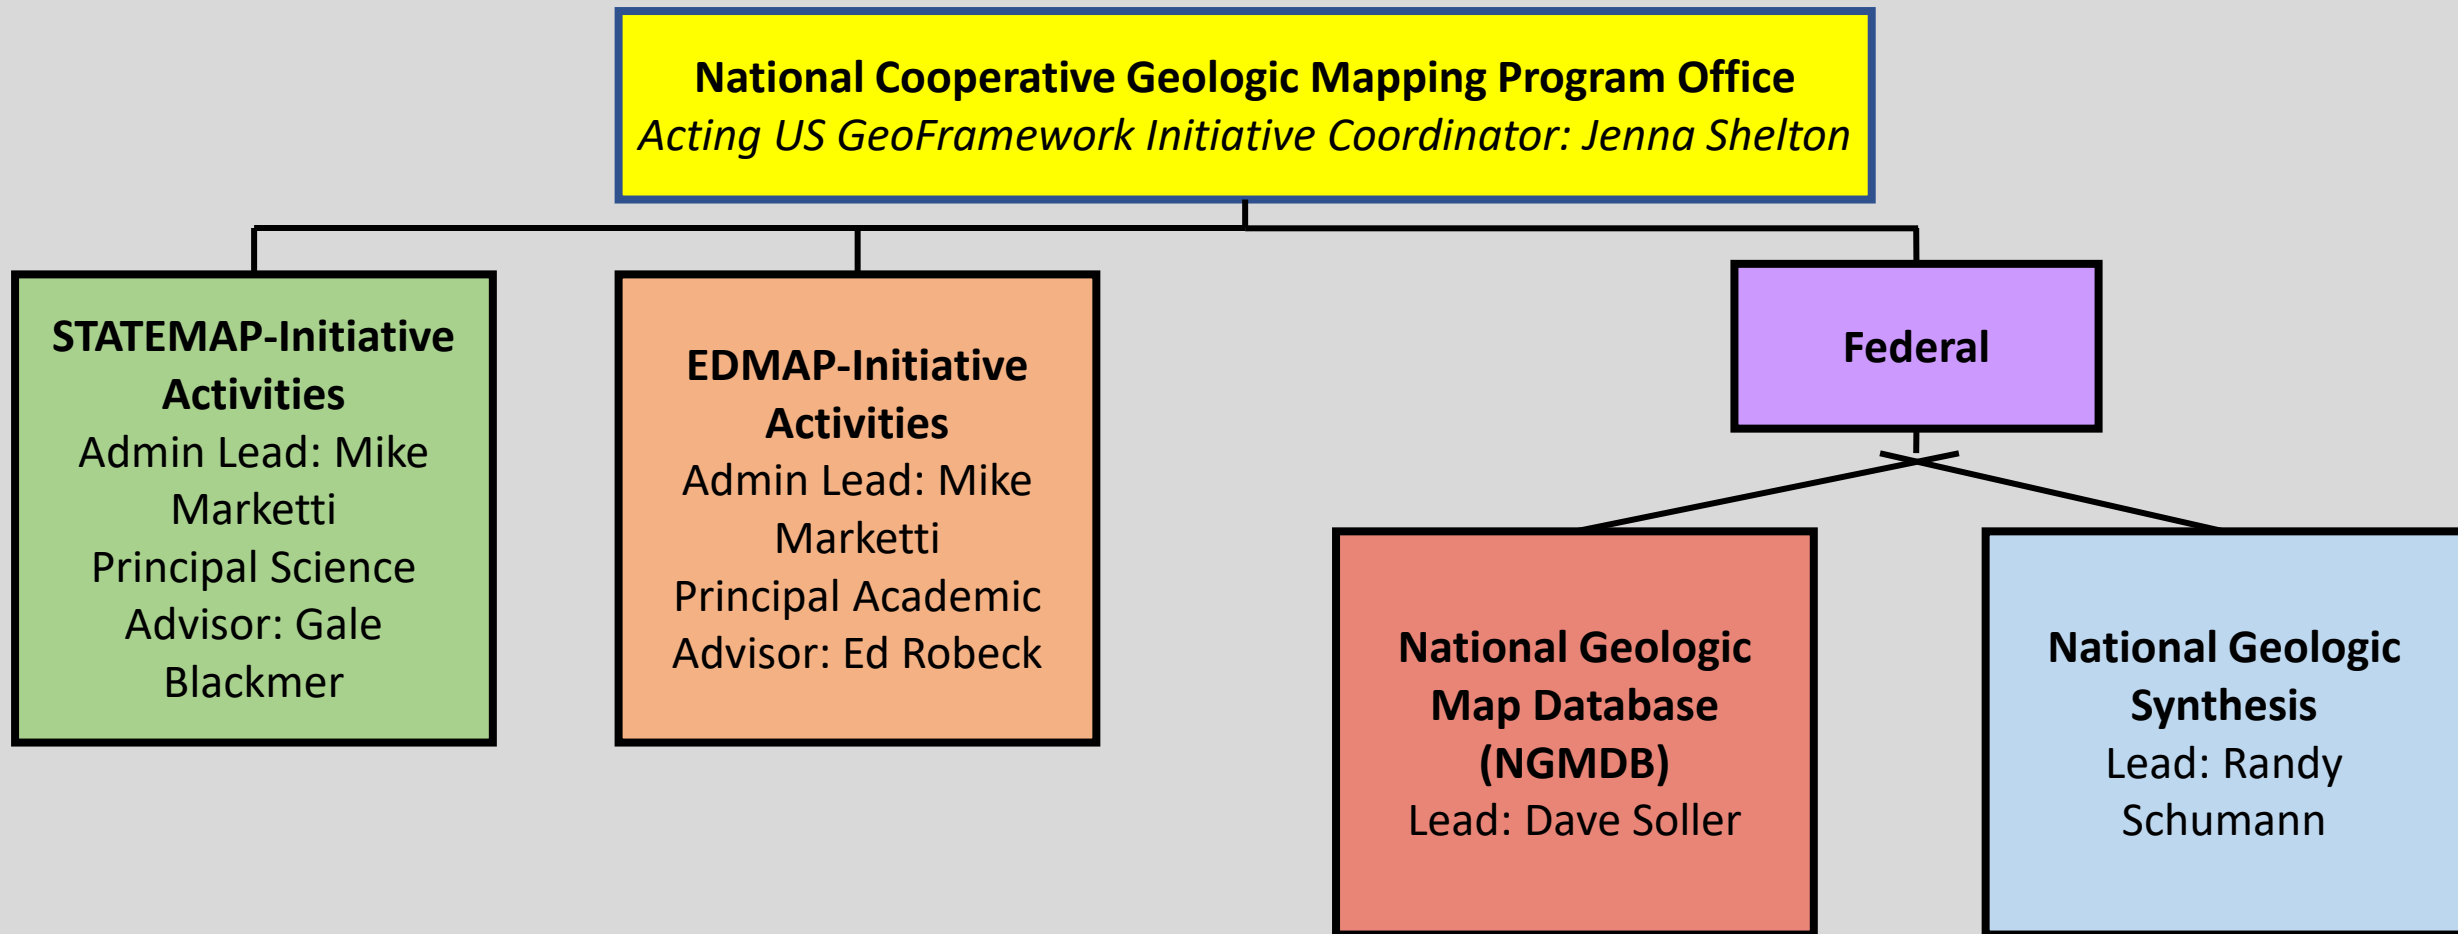 National Cooperative Geologic Mapping Program Office
Acting US GeoFramework Initiative Coordinator: Jenna Shelton
STATEMAP-Initiative
Activities
Admin Lead: Mike
Marketti
Principal Science
Advisor: Gale
Blackmer
EDMAP-Initiative
Activities
Admin Lead: Mike
Marketti
Principal Academic
Advisor: Ed Robeck
Federal
National Geologic
Map Database
(NGMDB)
Lead: Dave Soller
National Geologic
Synthesis
Lead: Randy
Schumann